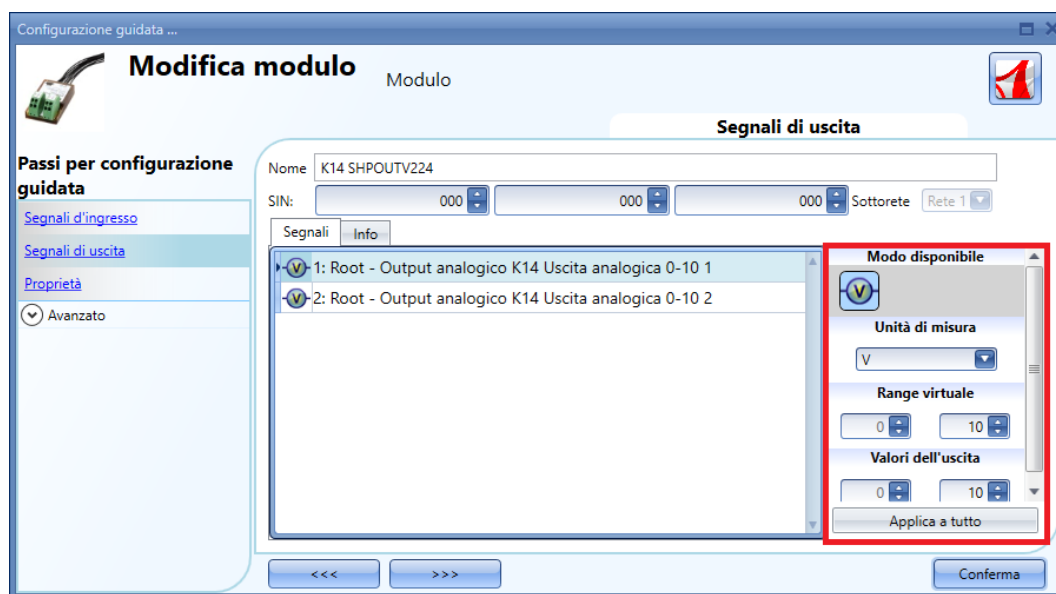 Configurazione guidata ...
Modifica modulo
Modulo
Segnali di uscita
Passi per configurazione
guidata
Segnali d'ingresso
Segnali di uscita
Proprietà
Avanzato
Nome K14 SHPOUTV224
SIN: 000 000 000 Sottorete Rete 1
Segnali Info
V 1: Root - Output analogico K14 Uscita analogica 0-10 1
V 2: Root - Output analogico K14 Uscita analogica 0-10 2
Modo disponibile
V
Unità di misura
V
Range virtuale
0 10
Valori dell'uscita
0 10
Applica a tutto
<<< >>> Conferma